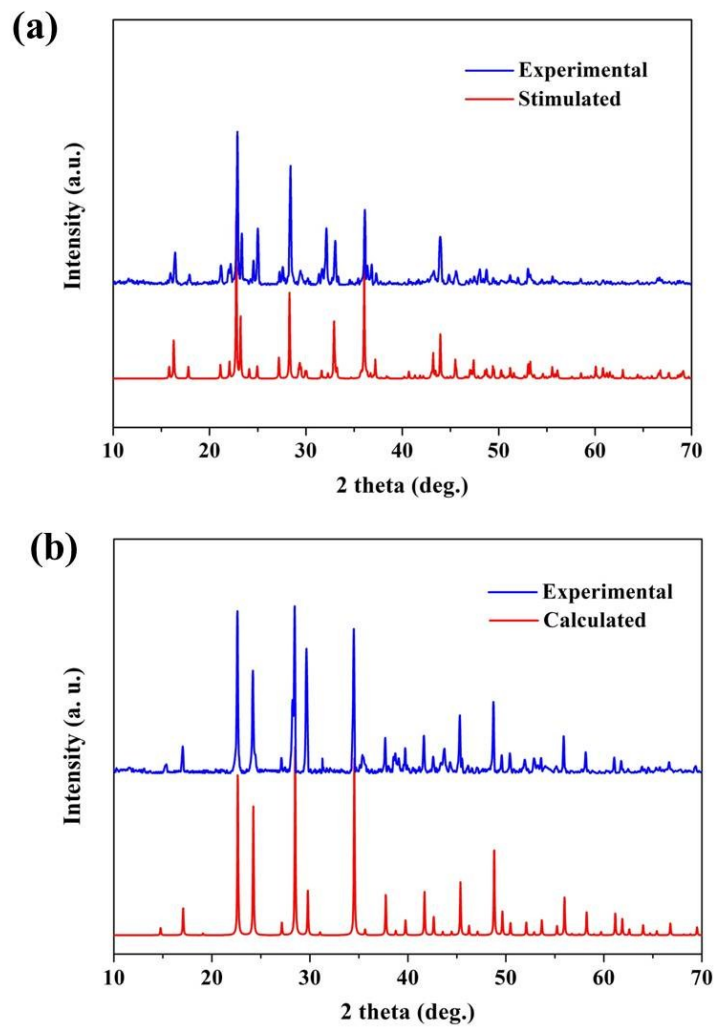 (a)
Experimental
Stimulated
Intensity (a.u.)
10 20 30 40 50 60 70
2 theta (deg.)
(b)
Experimental
Calculated
Intensity (a. u.)
10 20 30 40 50 60 70
2 theta (deg.)